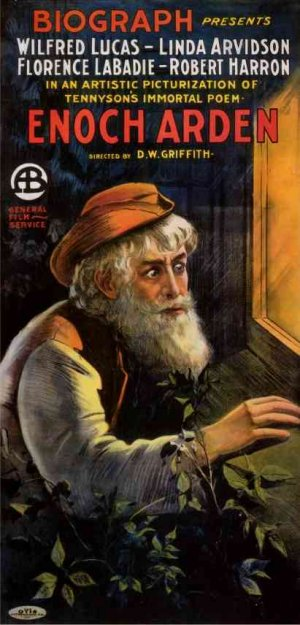 BIOGRAPH PRESENTS
WILFRED LUCAS - LINDA ARVIDSON
FLORENCE LABADIE - ROBERT HARRON
IN AN ARTISTIC PICTURIZATION OF
TENNYSON'S IMMORTAL POEM-
ENOCH ARDEN
DIRECTED BY D.W. GRIFFITH-
AB
GENERAL
FILM
SERVICE
OTIS